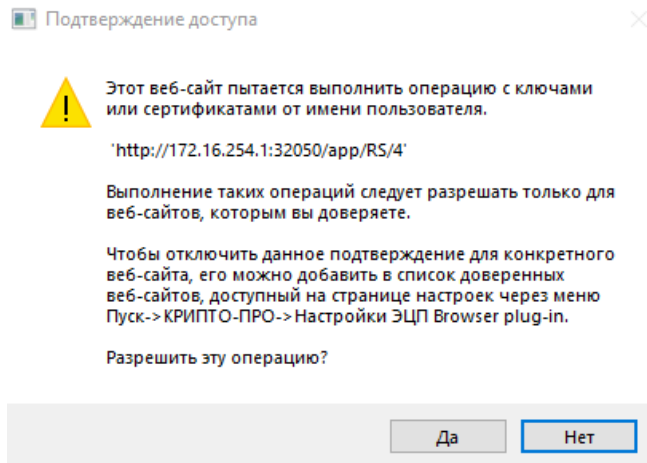 Подтверждение доступа
Этот веб-сайт пытается выполнить операцию с ключами
или сертификатами от имени пользователя.
'http://172.16.254.1:32050/app/RS/4'
Выполнение таких операций следует разрешать только для
веб-сайтов, которым вы доверяете.
Чтобы отключить данное подтверждение для конкретного
веб-сайта, его можно добавить в список доверенных
веб-сайтов, доступный на странице настроек через меню
Пуск->КРИПТО-ПРО->Настройки ЭЦП Browser plug-in.
Разрешить эту операцию?
Да Нет